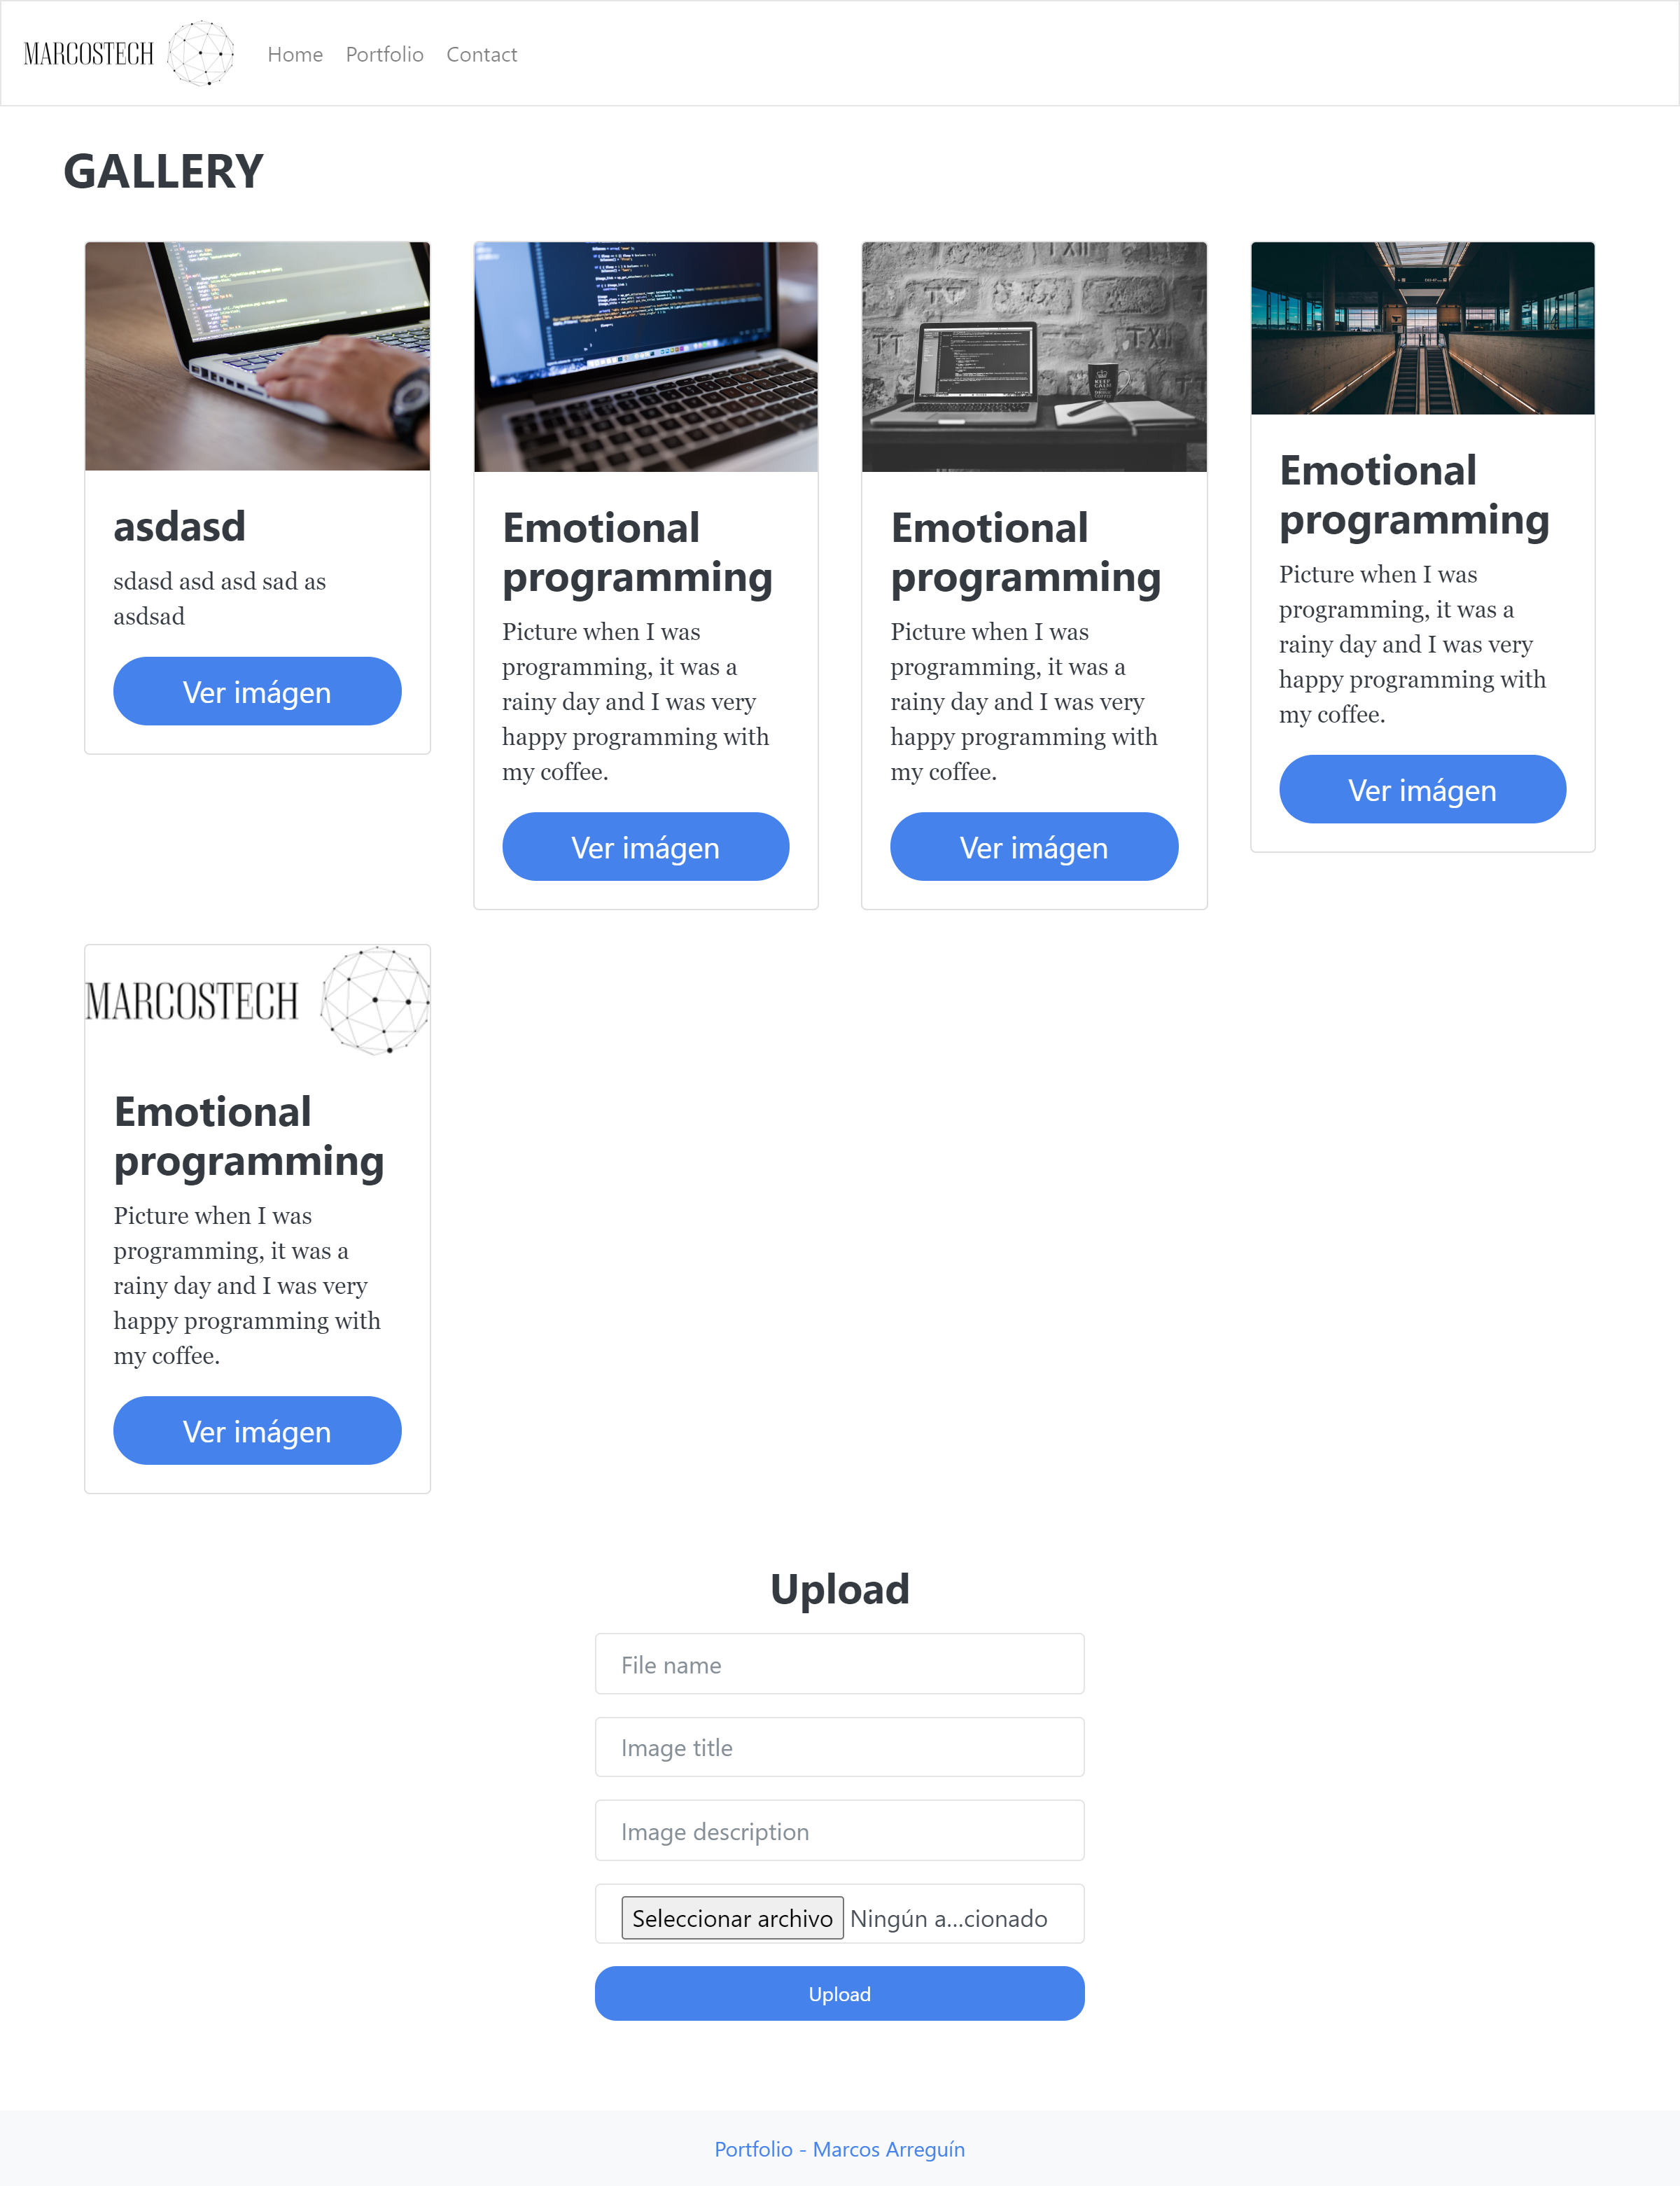 MARCOSTECH
Home Portfolio Contact
GALLERY
asdasd
sdasd asd asd sad as
asdsad
Ver imágen
Emotional
programming
Picture when I was
programming, it was a
rainy day and I was very
happy programming with
my coffee.
Ver imágen
KEEP
CALM
Emotional
programming
Picture when I was
programming, it was a
rainy day and I was very
happy programming with
my coffee.
Ver imágen
Emotional
programming
Picture when I was
programming, it was a
rainy day and I was very
happy programming with
my coffee.
Ver imágen
MARCOSTECH
Emotional
programming
Picture when I was
programming, it was a
rainy day and I was very
happy programming with
my coffee.
Ver imágen
Upload
File name
Image title
Image description
Seleccionar archivo Ningún a...cionado
Upload
Portfolio - Marcos Arreguín